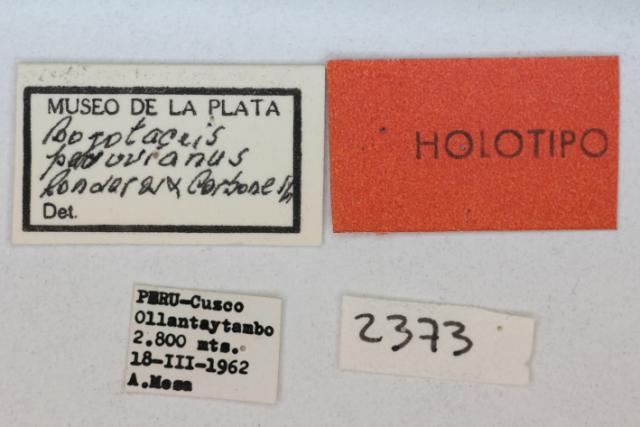 MUSEO DE LA PLATA
Bogotacris
peruvianus
Ronderos & Carbonell
Det.
HOLOTIPO
PERU-Cusco
Ollantaytambo
2.800 mts.
18-III-1962
A.Mesa
2373